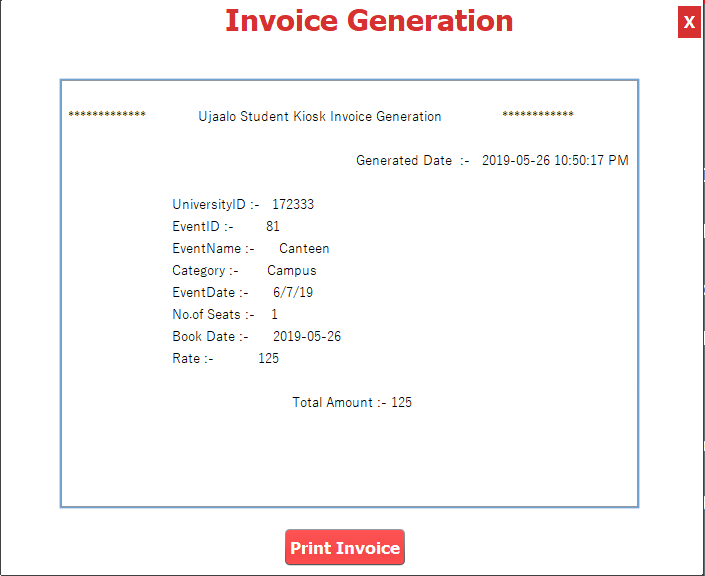 Invoice Generation
X
************* Ujaalo Student Kiosk Invoice Generation ************
Generated Date :- 2019-05-26 10:50:17 PM
UniversityID :- 172333
EventID :- 81
EventName :- Canteen
Category :- Campus
EventDate :- 6/7/19
No.of Seats :- 1
Book Date :- 2019-05-26
Rate :- 125
Total Amount :- 125
Print Invoice